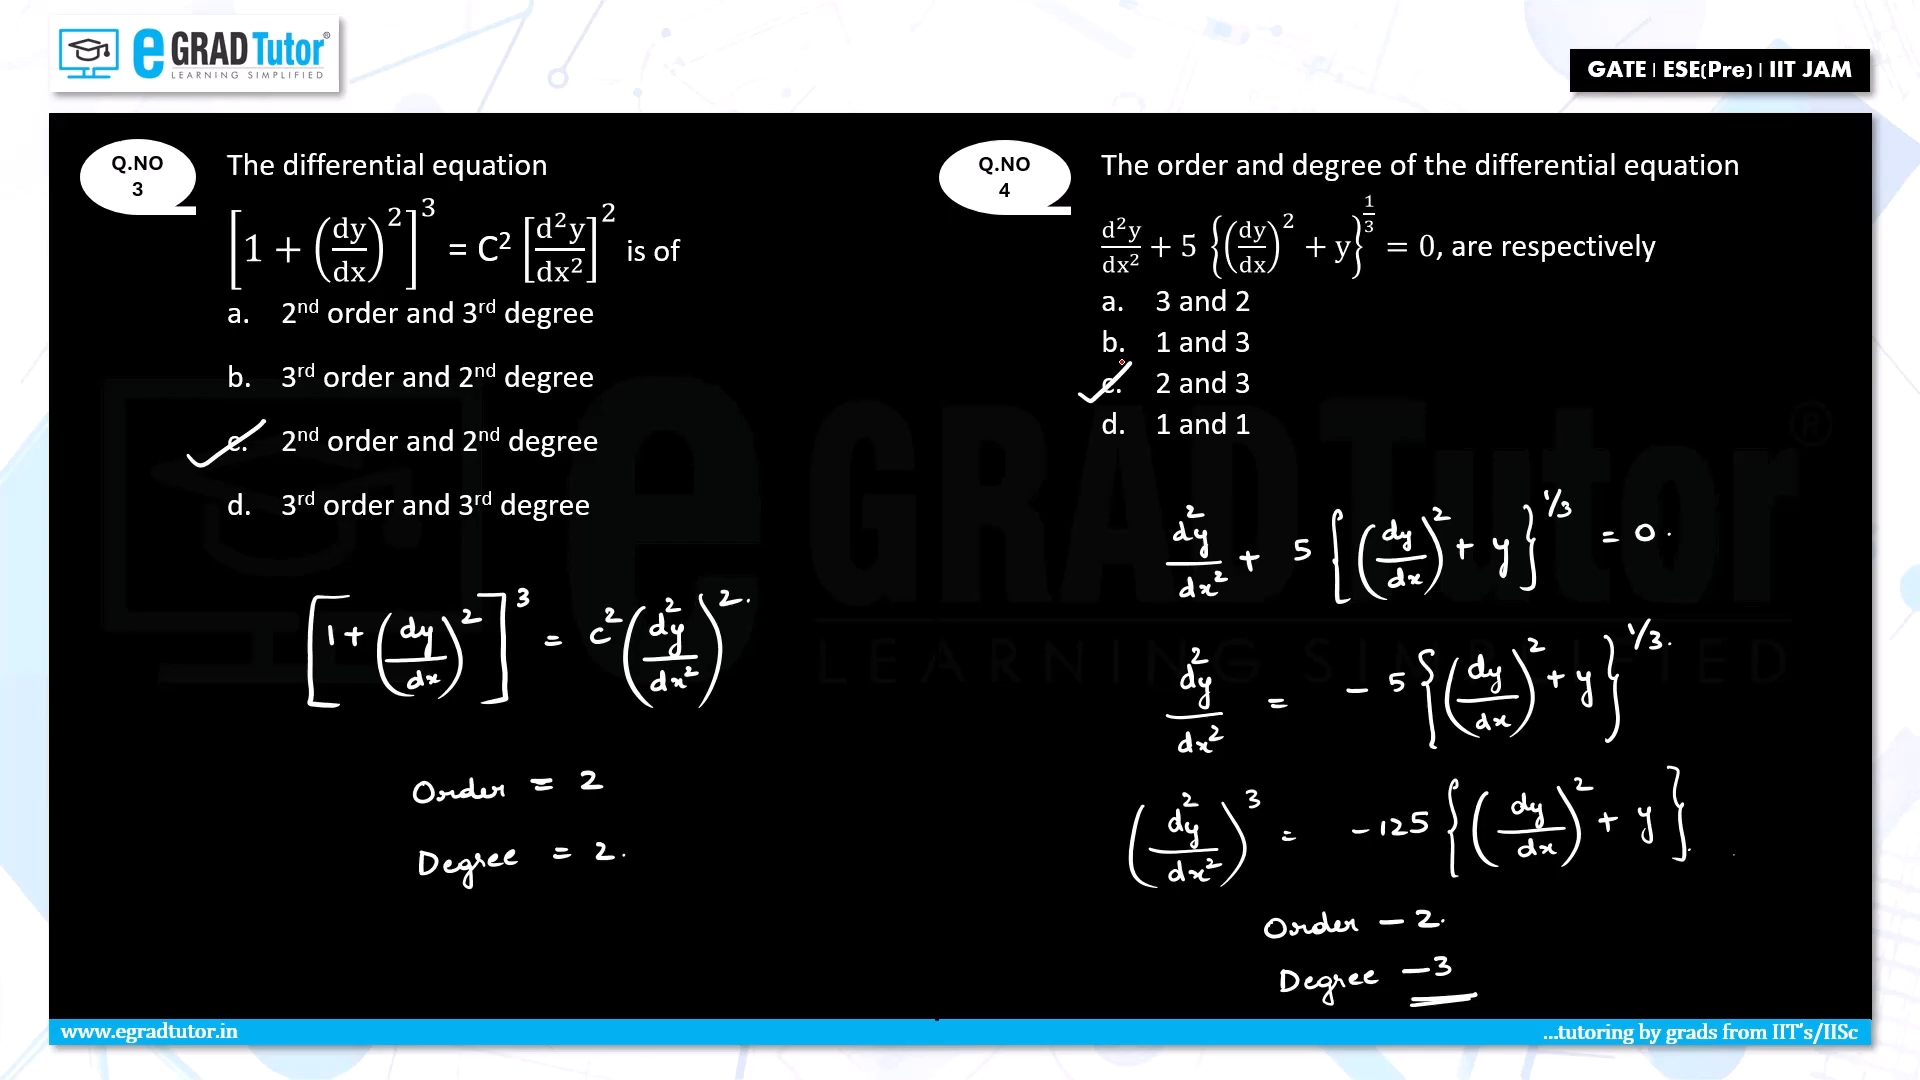 e GRAD Tutor®
LEARNING SIMPLIFIED
GATE | ESE(Pre) | IIT JAM
Q.NO
3
The differential equation
[1 + (dy/dx)²]³ = C² [d²y/dx²]² is of
a. 2nd order and 3rd degree
b. 3rd order and 2nd degree
c. 2nd order and 2nd degree
d. 3rd order and 3rd degree
[1 + (dy/dx)²]³ = c² (d²y/dx²)².
Order = 2
Degree = 2.
Q.NO
4
The order and degree of the differential equation
d²y/dx² + 5 {(dy/dx)² + y}^(1/3) = 0, are respectively
a. 3 and 2
b. 1 and 3
c. 2 and 3
d. 1 and 1
d²y/dx² + 5 {(dy/dx)² + y}^(1/3) = 0.
d²y/dx² = - 5 {(dy/dx)² + y}^(1/3).
(d²y/dx²)³ = - 125 {(dy/dx)² + y}.
Order - 2.
Degree - 3
e GRAD Tutor®
LEARNING SIMPLIFIED
www.egradtutor.in
...tutoring by grads from IIT's/IISc